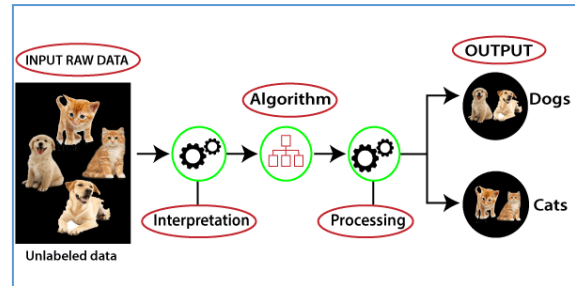 INPUT RAW DATA
Unlabeled data
Interpretation
Algorithm
Processing
OUTPUT
Dogs
Cats